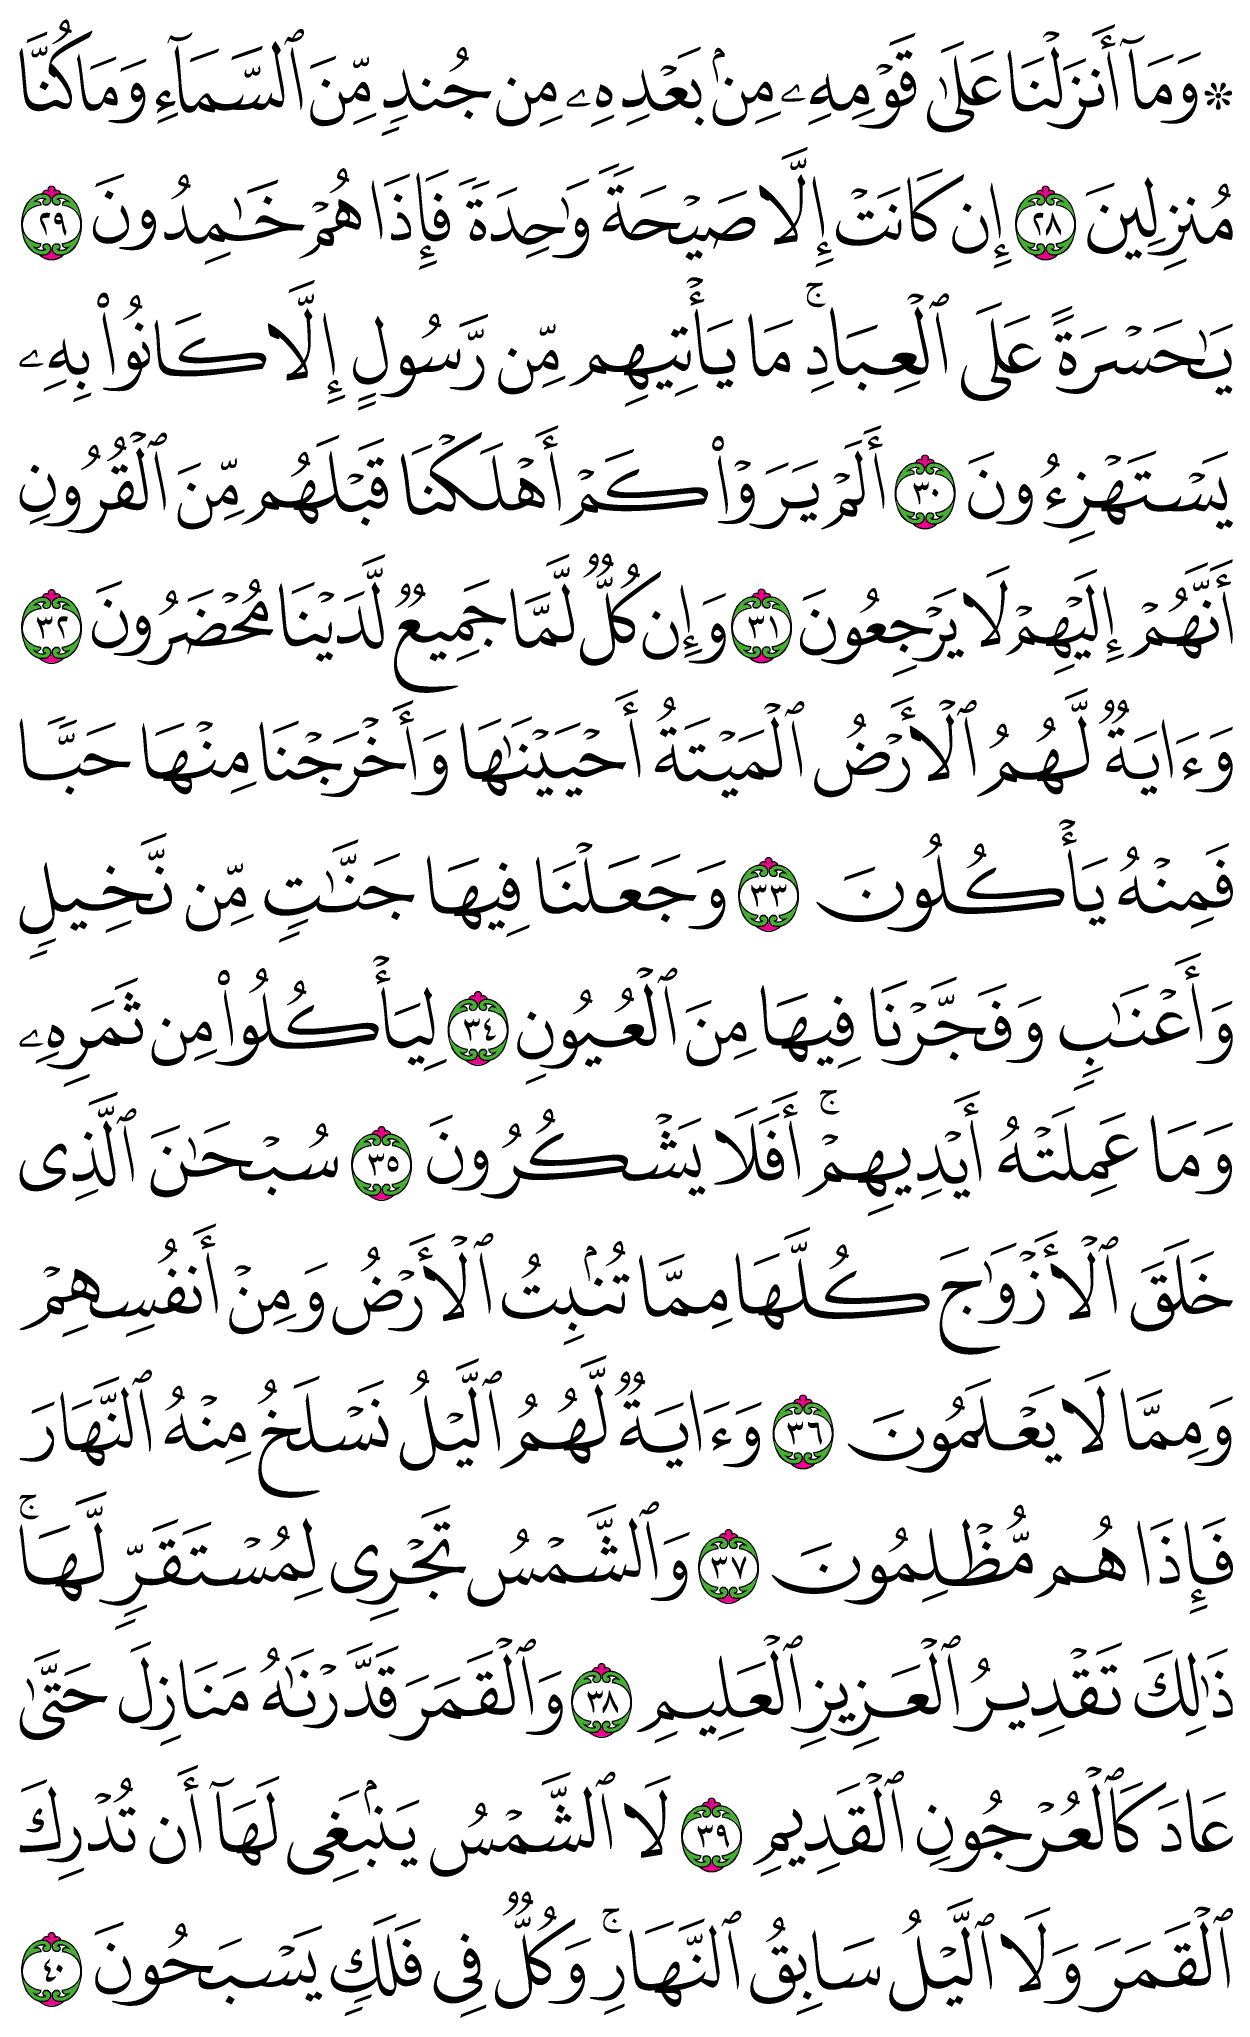 ۞ وَمَآ أَنزَلۡنَا عَلَىٰ قَوۡمِهِۦ مِنۢ بَعۡدِهِۦ مِن جُندٖ مِّنَ ٱلسَّمَآءِ وَمَا كُنَّا
مُنزِلِينَ ٢٨ إِن كَانَتۡ إِلَّا صَيۡحَةٗ وَٰحِدَةٗ فَإِذَا هُمۡ خَٰمِدُونَ ٢٩
يَٰحَسۡرَةً عَلَى ٱلۡعِبَادِۚ مَا يَأۡتِيهِم مِّن رَّسُولٍ إِلَّا كَانُواْ بِهِۦ
يَسۡتَهۡزِءُونَ ٣٠ أَلَمۡ يَرَوۡاْ كَمۡ أَهۡلَكۡنَا قَبۡلَهُم مِّنَ ٱلۡقُرُونِ
أَنَّهُمۡ إِلَيۡهِمۡ لَا يَرۡجِعُونَ ٣١ وَإِن كُلّٞ لَّمَّا جَمِيعٞ لَّدَيۡنَا مُحۡضَرُونَ ٣٢
وَءَايَةٞ لَّهُمُ ٱلۡأَرۡضُ ٱلۡمَيۡتَةُ أَحۡيَيۡنَٰهَا وَأَخۡرَجۡنَا مِنۡهَا حَبّٗا
فَمِنۡهُ يَأۡكُلُونَ ٣٣ وَجَعَلۡنَا فِيهَا جَنَّٰتٖ مِّن نَّخِيلٖ
وَأَعۡنَٰبٖ وَفَجَّرۡنَا فِيهَا مِنَ ٱلۡعُيُونِ ٣٤ لِيَأۡكُلُواْ مِن ثَمَرِهِۦ
وَمَا عَمِلَتۡهُ أَيۡدِيهِمۡۚ أَفَلَا يَشۡكُرُونَ ٣٥ سُبۡحَٰنَ ٱلَّذِي
خَلَقَ ٱلۡأَزۡوَٰجَ كُلَّهَا مِمَّا تُنۢبِتُ ٱلۡأَرۡضُ وَمِنۡ أَنفُسِهِمۡ
وَمِمَّا لَا يَعۡلَمُونَ ٣٦ وَءَايَةٞ لَّهُمُ ٱلَّيۡلُ نَسۡلَخُ مِنۡهُ ٱلنَّهَارَ
فَإِذَا هُم مُّظۡلِمُونَ ٣٧ وَٱلشَّمۡسُ تَجۡرِي لِمُسۡتَقَرّٖ لَّهَاۚ
ذَٰلِكَ تَقۡدِيرُ ٱلۡعَزِيزِ ٱلۡعَلِيمِ ٣٨ وَٱلۡقَمَرَ قَدَّرۡنَٰهُ مَنَازِلَ حَتَّىٰ
عَادَ كَٱلۡعُرۡجُونِ ٱلۡقَدِيمِ ٣٩ لَا ٱلشَّمۡسُ يَنۢبَغِي لَهَآ أَن تُدۡرِكَ
ٱلۡقَمَرَ وَلَا ٱلَّيۡلُ سَابِقُ ٱلنَّهَارِۚ وَكُلّٞ فِي فَلَكٖ يَسۡبَحُونَ ٤٠